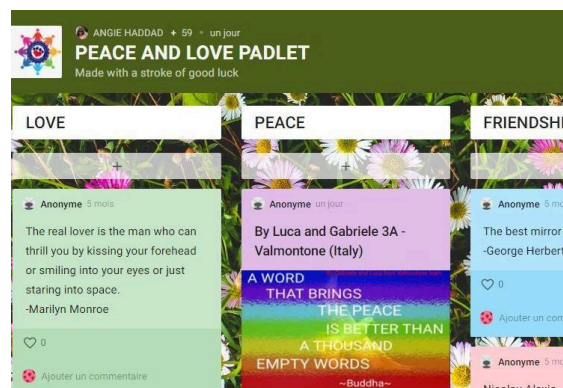 ANGIE HADDAD + 59 • un jour
PEACE AND LOVE PADLET
Made with a stroke of good luck
LOVE
+
Anonyme 5 mois
The real lover is the man who can
thrill you by kissing your forehead
or smiling into your eyes or just
staring into space.
-Marilyn Monroe
0
Ajouter un commentaire
PEACE
+
Anonyme un jour
By Luca and Gabriele 3A -
Valmontone (Italy)
A WORD
THAT BRINGS
THE PEACE
IS BETTER THAN
A THOUSAND
EMPTY WORDS
~Buddha~
FRIENDSHI
Anonyme 5 mo
The best mirror
-George Herbert
0
Ajouter un com
Anonyme 5 mo